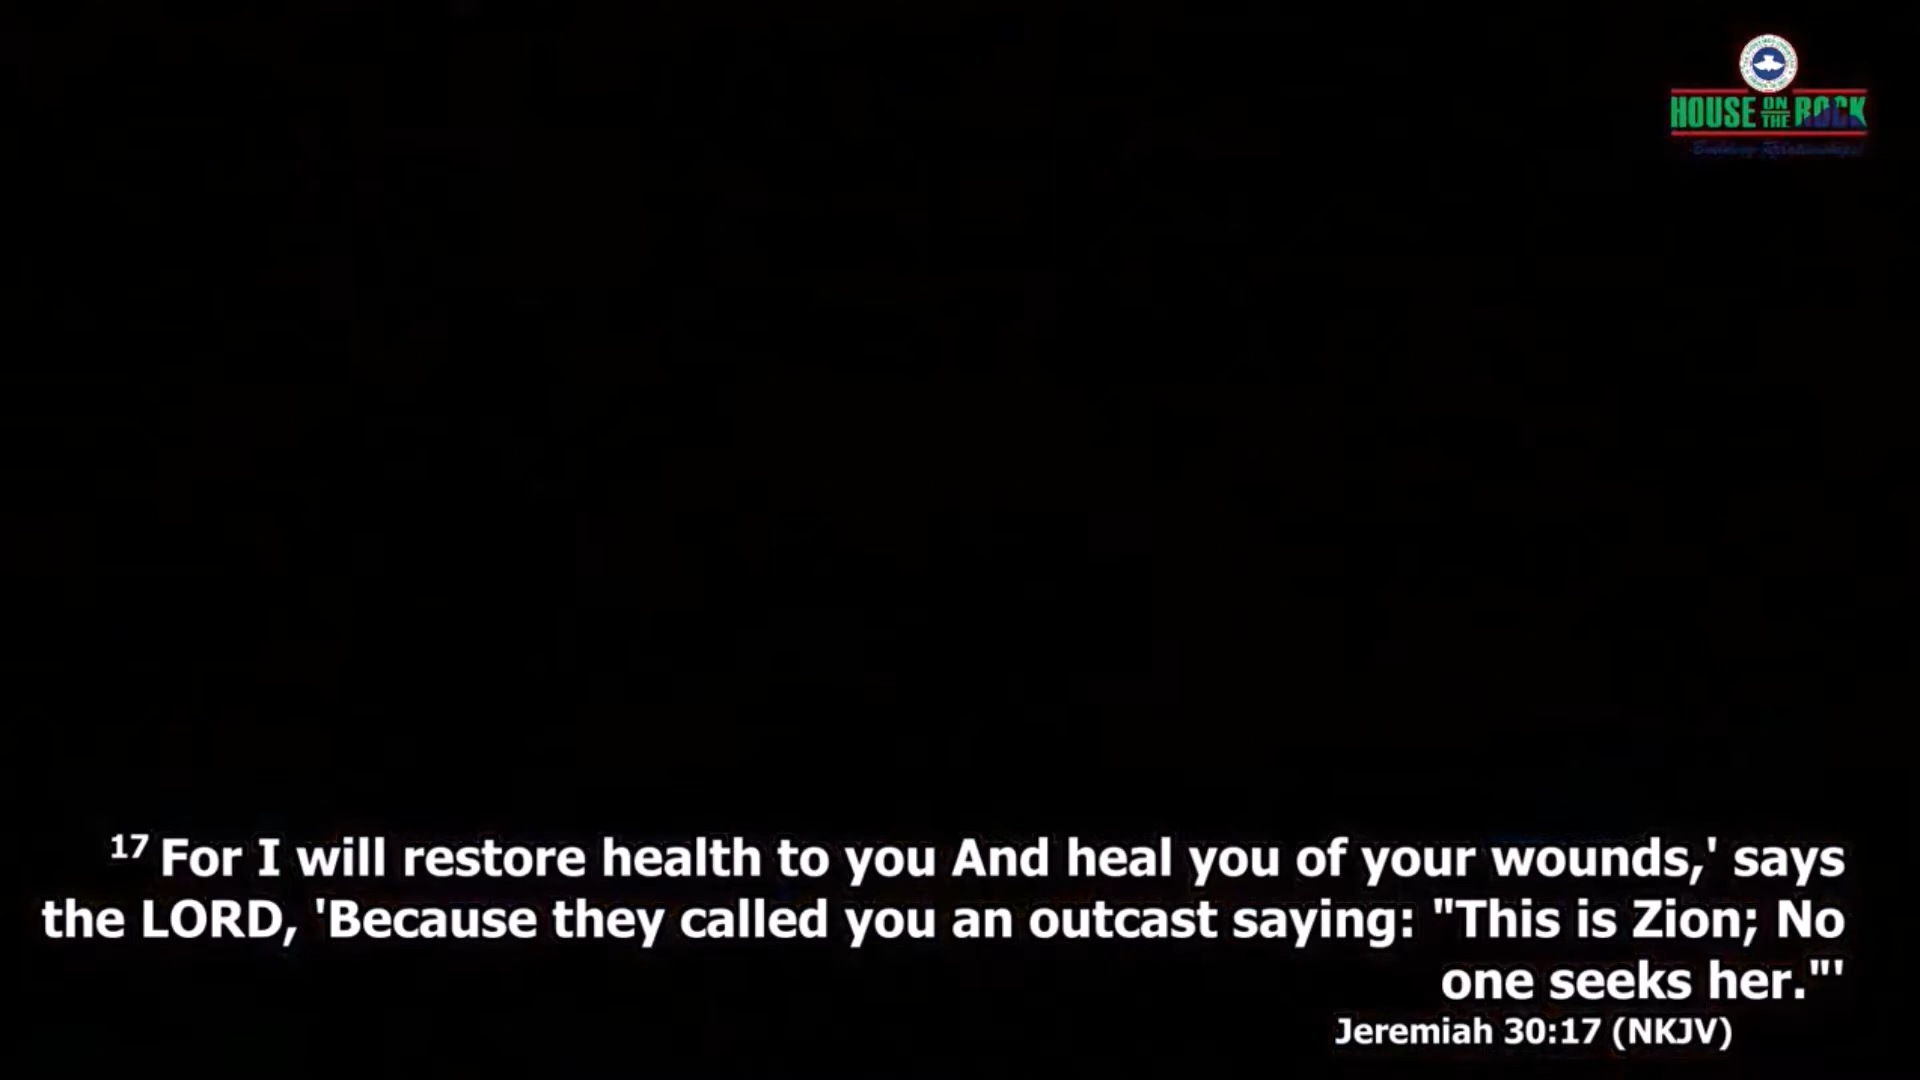 HOUSE ON THE ROCK
Building Relationships!
17 For I will restore health to you And heal you of your wounds,' says
the LORD, 'Because they called you an outcast saying: "This is Zion; No
one seeks her."'
Jeremiah 30:17 (NKJV)